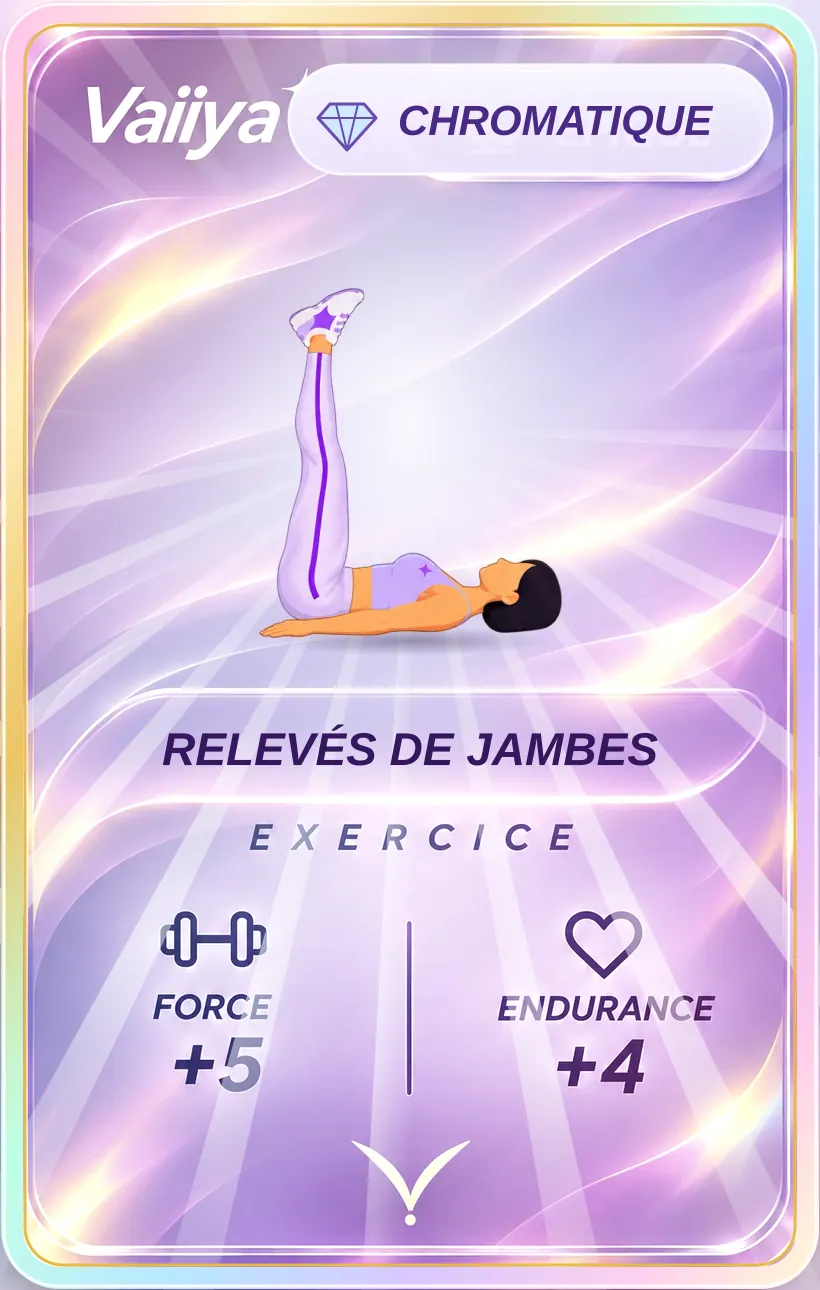 Vaiiya
CHROMATIQUE
RELEVÉS DE JAMBES
EXERCICE
FORCE
+5
ENDURANCE
+4